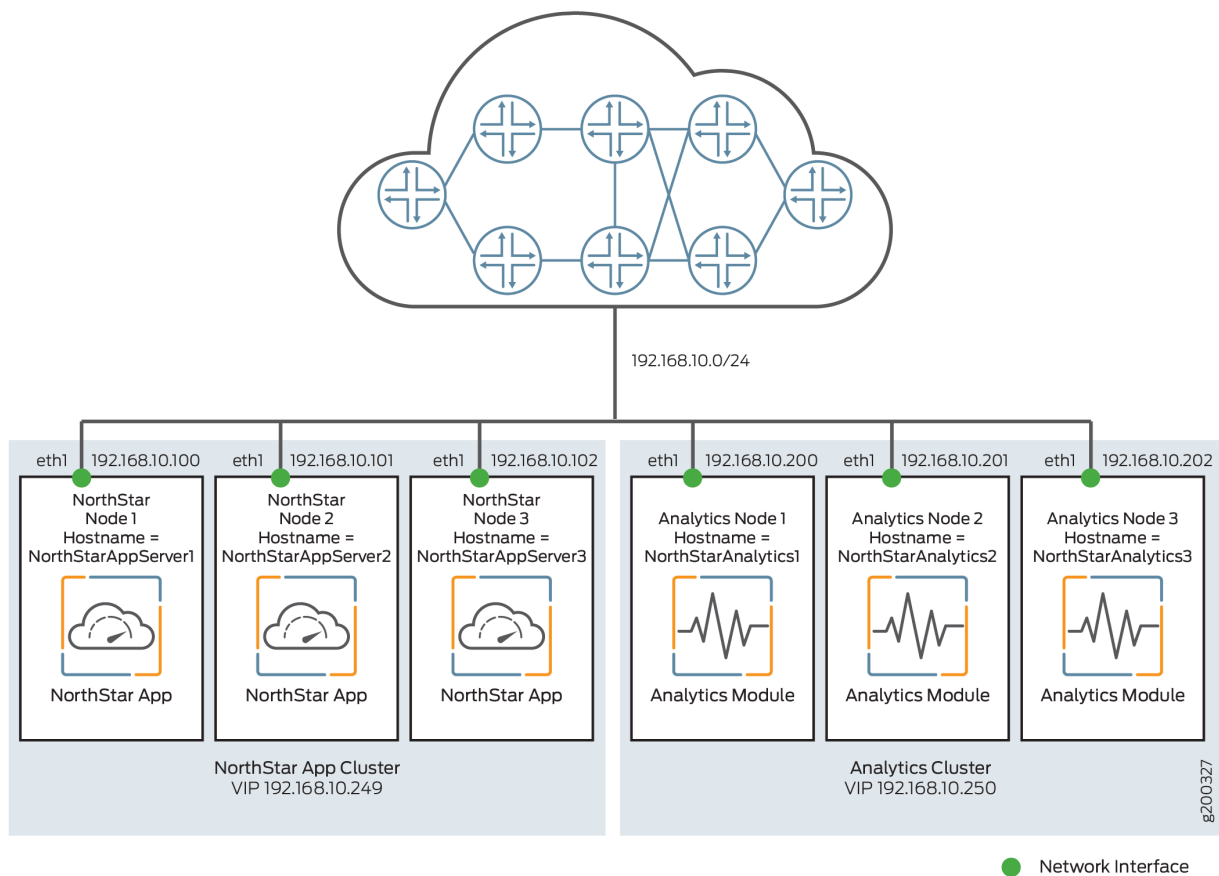 192.168.10.0/24
eth1 192.168.10.100
eth1 192.168.10.101
eth1 192.168.10.102
eth1 192.168.10.200
eth1 192.168.10.201
eth1 192.168.10.202
NorthStar
Node 1
Hostname =
NorthStarAppServer1
NorthStar App
NorthStar
Node 2
Hostname =
NorthStarAppServer2
NorthStar App
NorthStar
Node 3
Hostname =
NorthStarAppServer3
NorthStar App
Analytics Node 1
Hostname =
NorthStarAnalytics1
Analytics Module
Analytics Node 2
Hostname =
NorthStarAnalytics2
Analytics Module
Analytics Node 3
Hostname =
NorthStarAnalytics3
Analytics Module
NorthStar App Cluster
VIP 192.168.10.249
Analytics Cluster
VIP 192.168.10.250
g200327
Network Interface